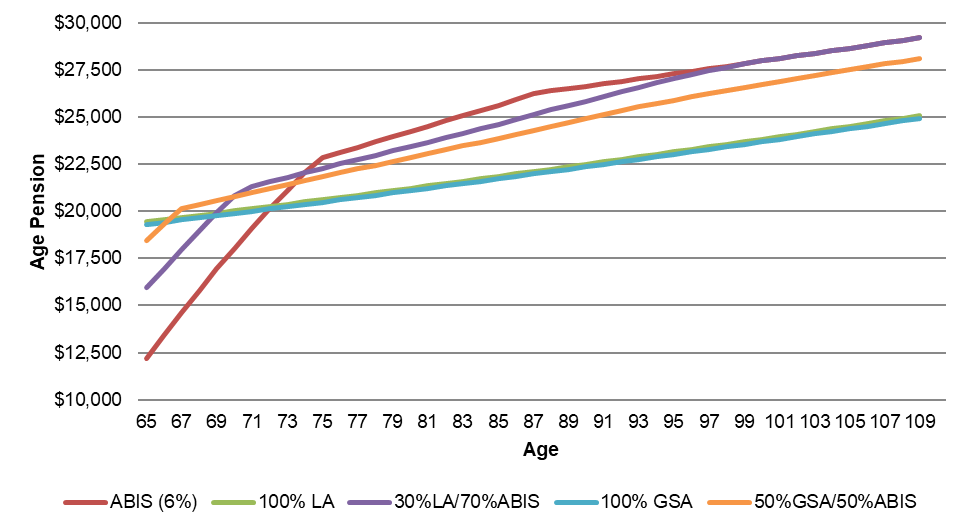 $30,000
$27,500
$25,000
$22,500
$20,000
$17,500
$15,000
$12,500
$10,000
Age Pension
65 67 69 71 73 75 77 79 81 83 85 87 89 91 93 95 97 99 101 103 105 107 109
Age
ABIS (6%) 100% LA 30%LA/70%ABIS 100% GSA 50%GSA/50%ABIS